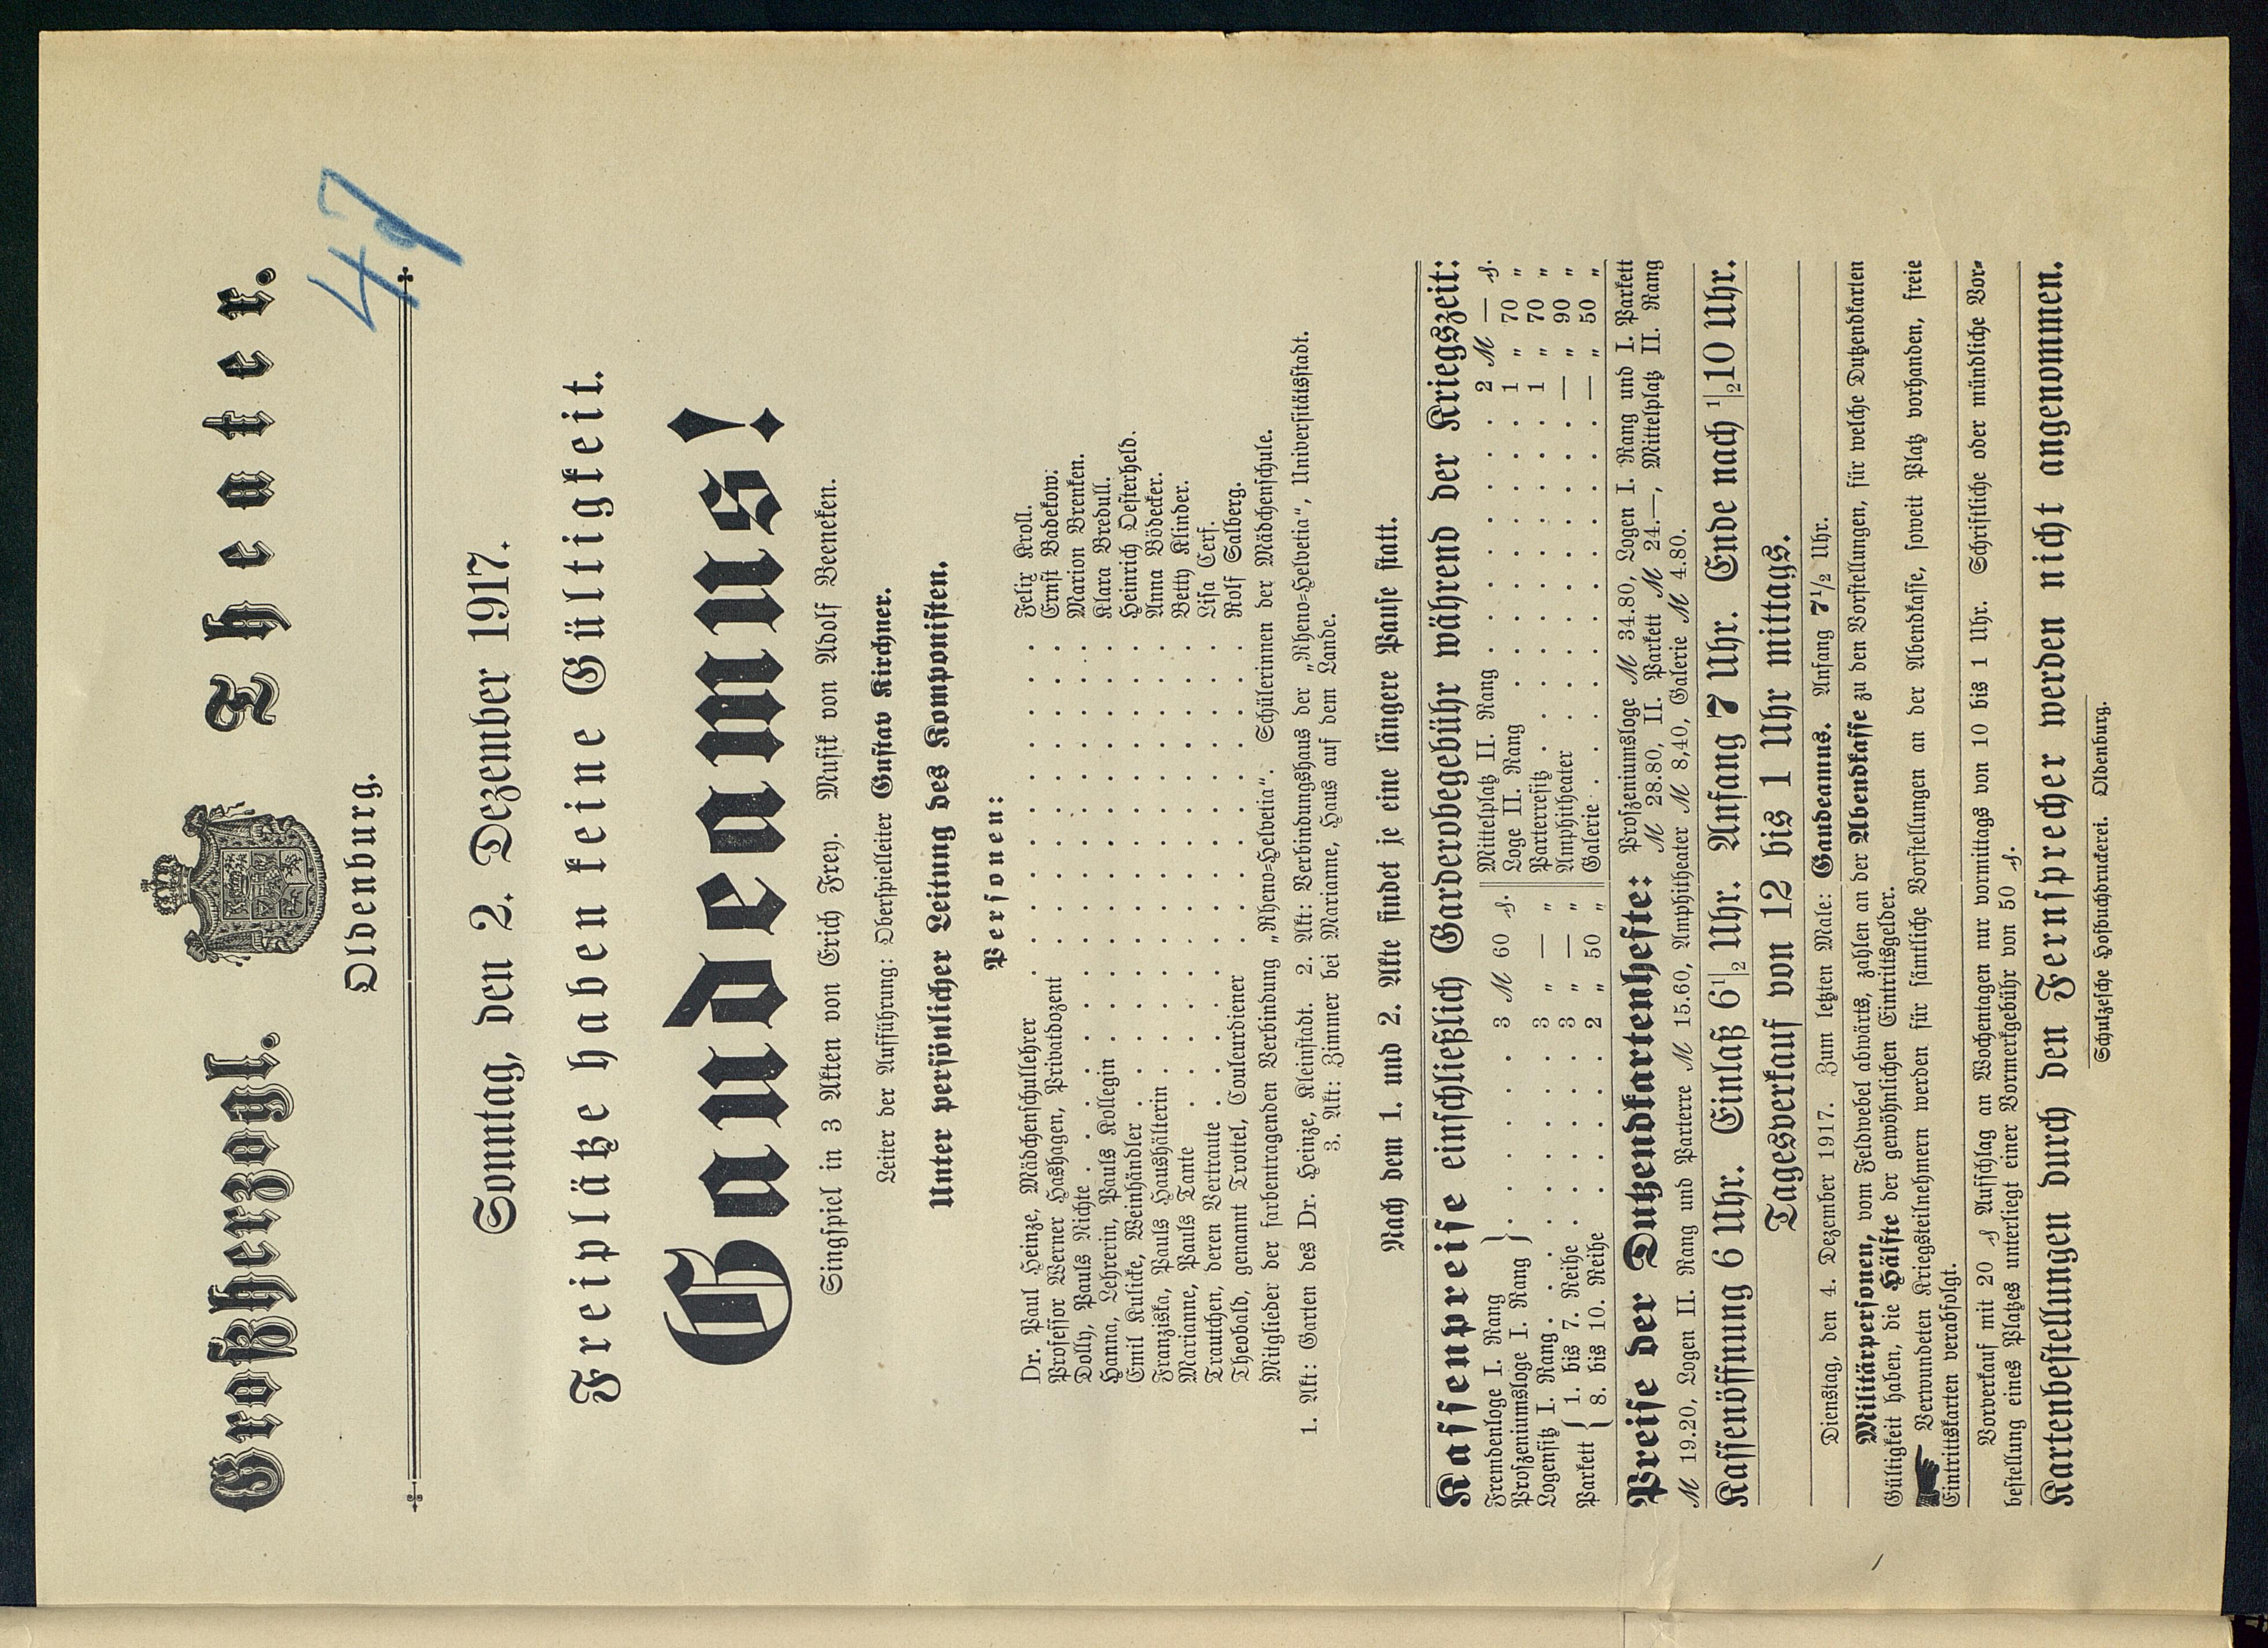 Großherzogl. Theater.
47
Oldenburg.
Sonntag, den 2. Dezember 1917.
Freiplätze haben keine Gültigkeit.
Gaudeamus!
Singspiel in 3 Akten von Erich Frey. Musik von Adolf Beeneken.
Leiter der Aufführung: Oberspielleiter Gustav Kirchner.
Unter persönlicher Leitung des Komponisten.
Personen:
Dr. Paul Heinze, Mädchenschullehrer . . . . . . Felix Kroll.
Professor Werner Hashagen, Privatdozent . . . . . . Ernst Badekow:
Dolly, Pauls Nichte . . . . . . Marion Brenken.
Hanna, Lehrerin, Pauls Kollegin . . . . . . Klara Bredull.
Emil Kulicke, Weinhändler . . . . . . Heinrich Oesterheld.
Franziska, Pauls Haushälterin . . . . . . Anna Bödecker.
Marianne, Pauls Tante . . . . . . Betty Klinder.
Trautchen, deren Vertraute . . . . . . Lisa Cerf.
Theobald, genannt Trottel, Couleurdiener . . . . . . Rolf Salberg.
Mitglieder der farbentragenden Verbindung „Rheno=Helvetia“. Schülerinnen der Mädchenschule.
1. Akt: Garten des Dr. Heinze, Kleinstadt. 2. Akt: Verbindungshaus der „Rheno=Helvetia“, Universitätsstadt.
3. Akt: Zimmer bei Marianne, Haus auf dem Lande.
Nach dem 1. und 2. Akte findet je eine längere Pause statt.
Kassenpreise einschließlich Garderobegebühr während der Kriegszeit:
Fremdenloge I. Rang
Proszeniumsloge I. Rang } . . . . . . 3 ℳ 60 ₰.
Logensitz I. Rang . . . . . . 3 „ — „
Parkett { 1. bis 7. Reihe . . . . . . 3 „ — „
8. bis 10. Reihe . . . . . . 2 „ 50 „
Mittelplatz II. Rang . . . . . . 2 ℳ — ₰.
Loge II. Rang . . . . . . 1 „ 70 „
Parterresitz . . . . . . 1 „ 70 „
Amphitheater . . . . . . — „ 90 „
Galerie . . . . . . — „ 50 „
Preise der Dutzendkartenhefte: Proszeniumsloge ℳ 34.80, Logen I. Rang und I. Parkett
ℳ 28.80, II. Parkett ℳ 24.—, Mittelplatz II. Rang
ℳ 19.20, Logen II. Rang und Parterre ℳ 15.60, Amphitheater ℳ 8,40, Galerie ℳ 4.80.
Kassenöffnung 6 Uhr. Einlaß 6 1/2 Uhr. Anfang 7 Uhr. Ende nach 1/2 10 Uhr.
Tagesverkauf von 12 bis 1 Uhr mittags.
Dienstag, den 4. Dezember 1917. Zum letzten Male: Gaudeamus. Anfang 7 1/2 Uhr.
Militärpersonen, vom Feldwebel abwärts, zahlen an der Abendkasse zu den Vorstellungen, für welche Dutzendkarten
Gültigkeit haben, die Hälfte der gewöhnlichen Eintrittsgelder.
☛ Verwundeten Kriegsteilnehmern werden für sämtliche Vorstellungen an der Abendkasse, soweit Platz vorhanden, freie
Eintrittskarten verabfolgt.
Vorverkauf mit 20 ₰ Aufschlag an Wochentagen nur vormittags von 10 bis 1 Uhr. Schriftliche oder mündliche Vor=
bestellung eines Platzes unterliegt einer Vormerkgebühr von 50 ₰.
Kartenbestellungen durch den Fernsprecher werden nicht angenommen.
Schulzesche Hofbuchdruckerei. Oldenburg.